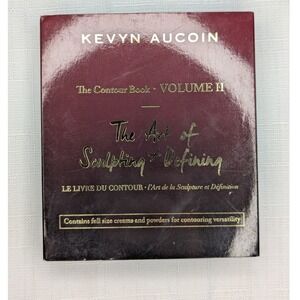 KEVYN AUCOIN
The Contour Book - VOLUME II
The Art of
Sculpting + Defining
LE LIVRE DU CONTOUR - l'Art de la Sculpture et Définition
Contains full size creams and powders for contouring versatility